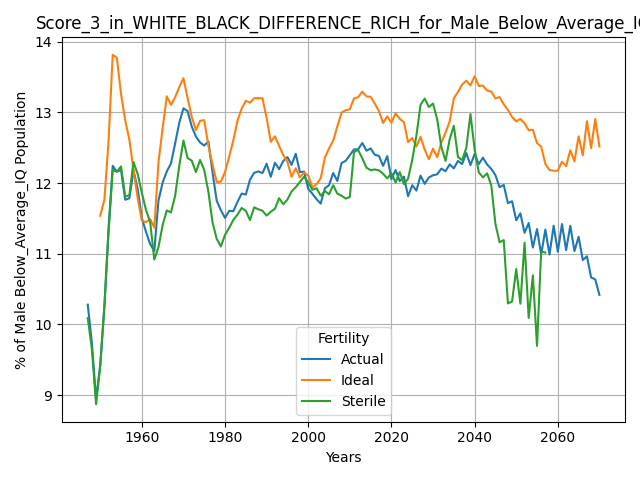 Score_3_in_WHITE_BLACK_DIFFERENCE_RICH_for_Male_Below_Average_IQ
% of Male Below_Average_IQ Population
14
13
12
11
10
9
Fertility
Actual
Ideal
Sterile
1960
1980
2000
2020
2040
2060
Years